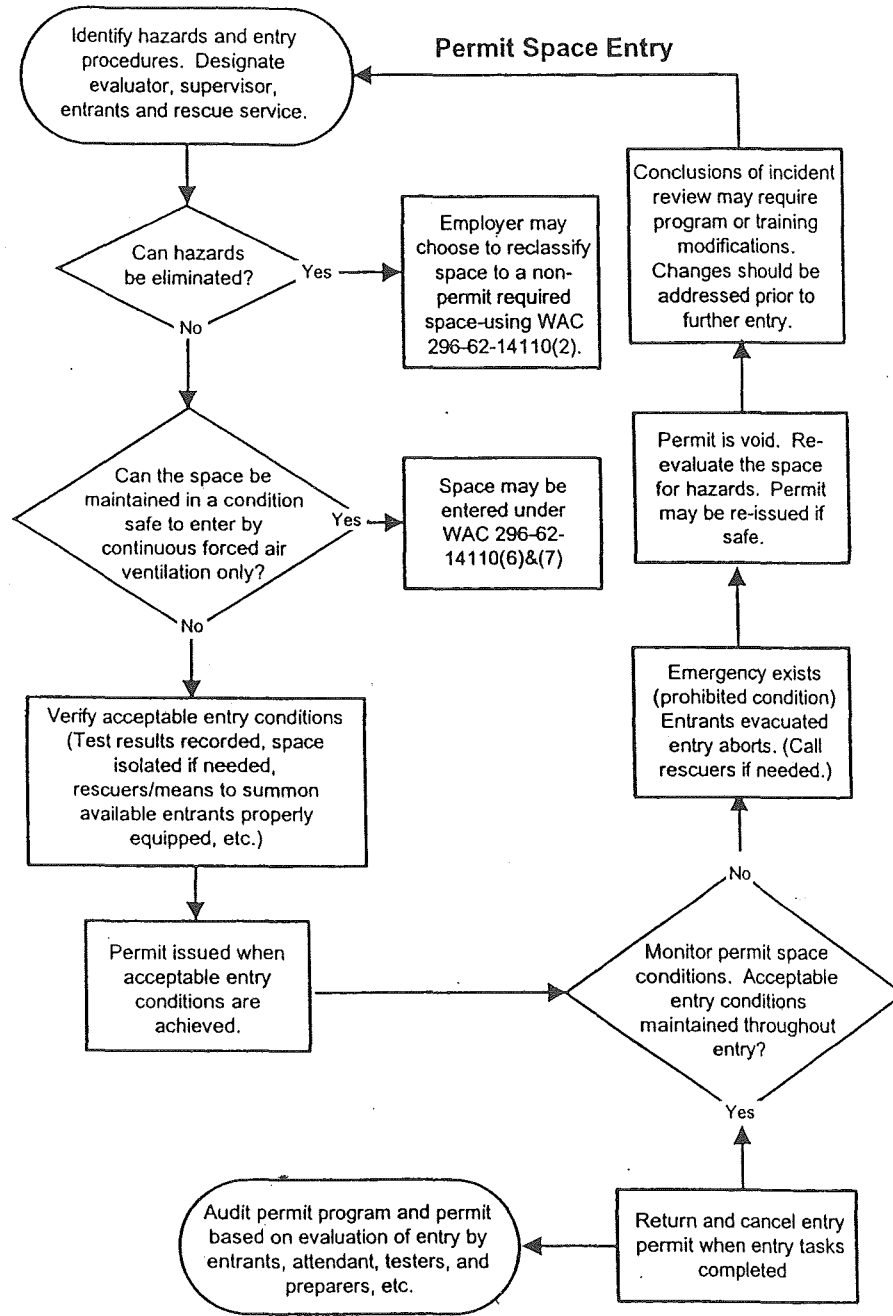 Permit Space Entry
Identify hazards and entry
procedures. Designate
evaluator, supervisor,
entrants and rescue service.
Can hazards
be eliminated?
Yes
No
Employer may
choose to reclassify
space to a non-
permit required
space-using WAC
296-62-14110(2).
Can the space be
maintained in a condition
safe to enter by
continuous forced air
ventilation only?
Yes
No
Space may be
entered under
WAC 296-62-
14110(6)&(7)
Verify acceptable entry conditions
(Test results recorded, space
isolated if needed,
rescuers/means to summon
available entrants properly
equipped, etc.)
Permit issued when
acceptable entry
conditions are
achieved.
Monitor permit space
conditions. Acceptable
entry conditions
maintained throughout
entry?
No
Yes
Emergency exists
(prohibited condition)
Entrants evacuated
entry aborts. (Call
rescuers if needed.)
Permit is void. Re-
evaluate the space
for hazards. Permit
may be re-issued if
safe.
Conclusions of incident
review may require
program or training
modifications.
Changes should be
addressed prior to
further entry.
Return and cancel entry
permit when entry tasks
completed
Audit permit program and permit
based on evaluation of entry by
entrants, attendant, testers, and
preparers, etc.